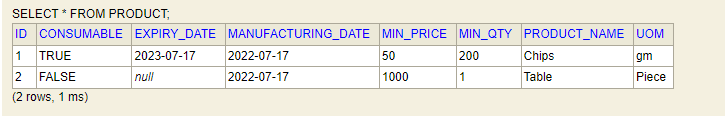 SELECT * FROM PRODUCT;
ID CONSUMABLE EXPIRY_DATE MANUFACTURING_DATE MIN_PRICE MIN_QTY PRODUCT_NAME UOM
1 TRUE 2023-07-17 2022-07-17 50 200 Chips gm
2 FALSE null 2022-07-17 1000 1 Table Piece
(2 rows, 1 ms)